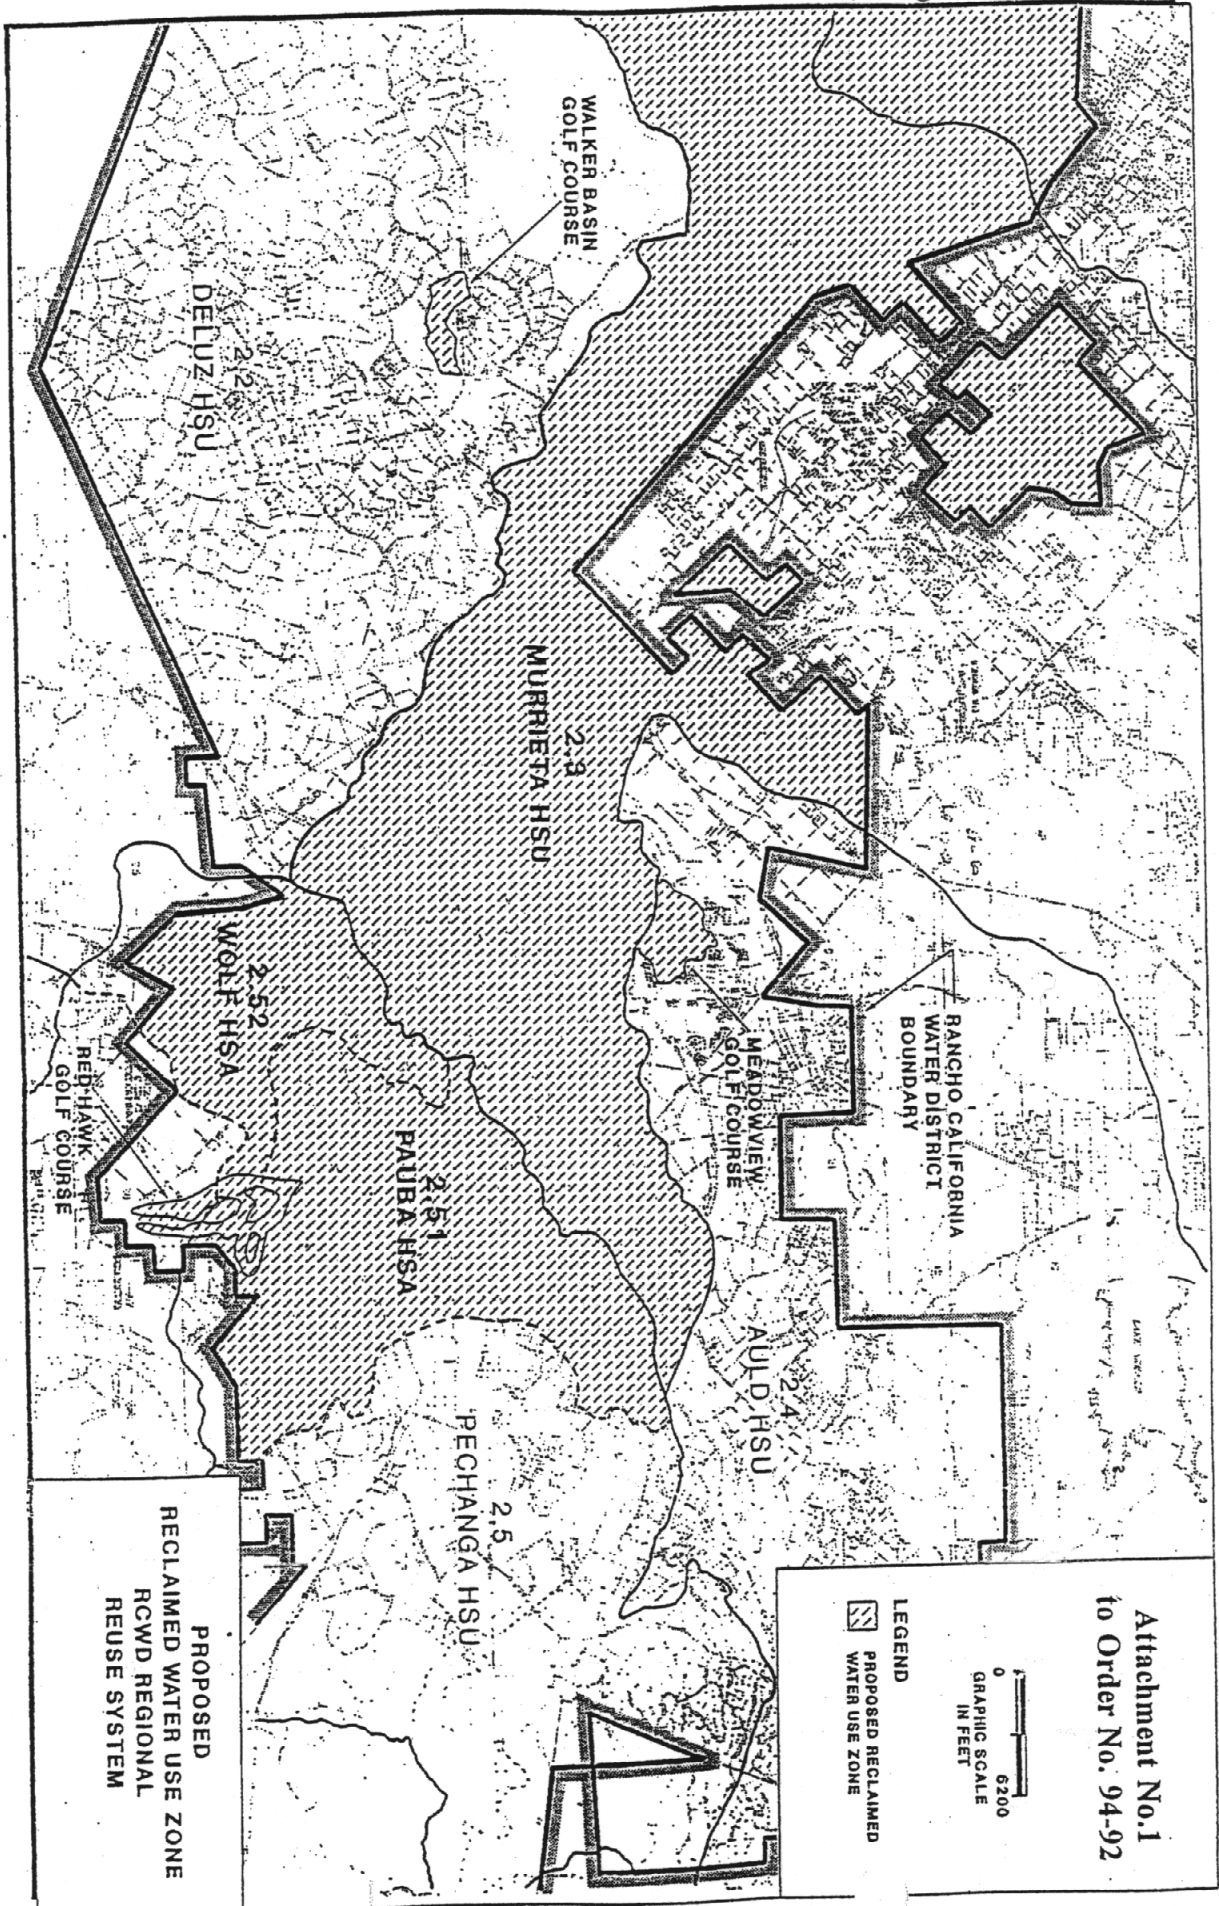 Attachment No.1
to Order No. 94-92
0 6200
GRAPHIC SCALE
IN FEET
LEGEND
PROPOSED RECLAIMED
WATER USE ZONE
WALKER BASIN
GOLF COURSE
2.2
DELUZ HSU
2.3
MURRIETA HSU
RANCHO CALIFORNIA
WATER DISTRICT
BOUNDARY
MEADOWVIEW
GOLF COURSE
2.4
AULD HSU
2.52
WOLF HSA
2.51
PAUBA HSA
RED HAWK
GOLF COURSE
2.5
PECHANGA HSU
PROPOSED
RECLAIMED WATER USE ZONE
RCWD REGIONAL
REUSE SYSTEM